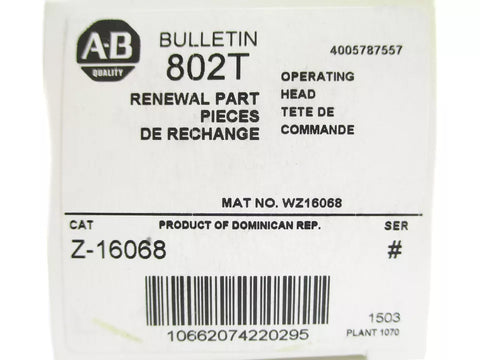 A-B
QUALITY
BULLETIN
802T
4005787557
RENEWAL PART
PIECES
DE RECHANGE
OPERATING
HEAD
TETE DE
COMMANDE
MAT NO. WZ16068
CAT
PRODUCT OF DOMINICAN REP.
SER
Z-16068
#
10662074220295
1503
PLANT 1070